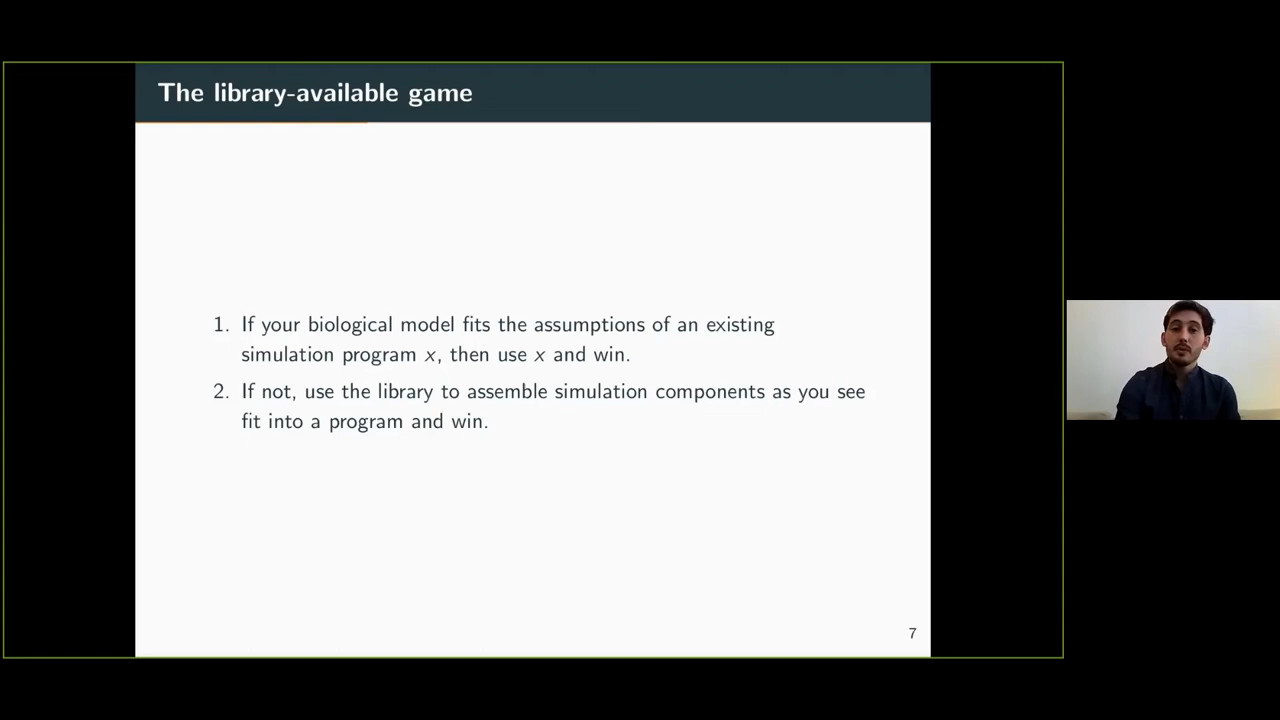 The library-available game
1. If your biological model fits the assumptions of an existing
simulation program x, then use x and win.
2. If not, use the library to assemble simulation components as you see
fit into a program and win.
7